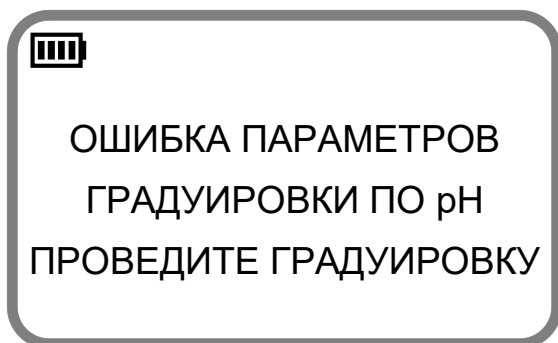 ОШИБКА ПАРАМЕТРОВ
ГРАДУИРОВКИ ПО pH
ПРОВЕДИТЕ ГРАДУИРОВКУ